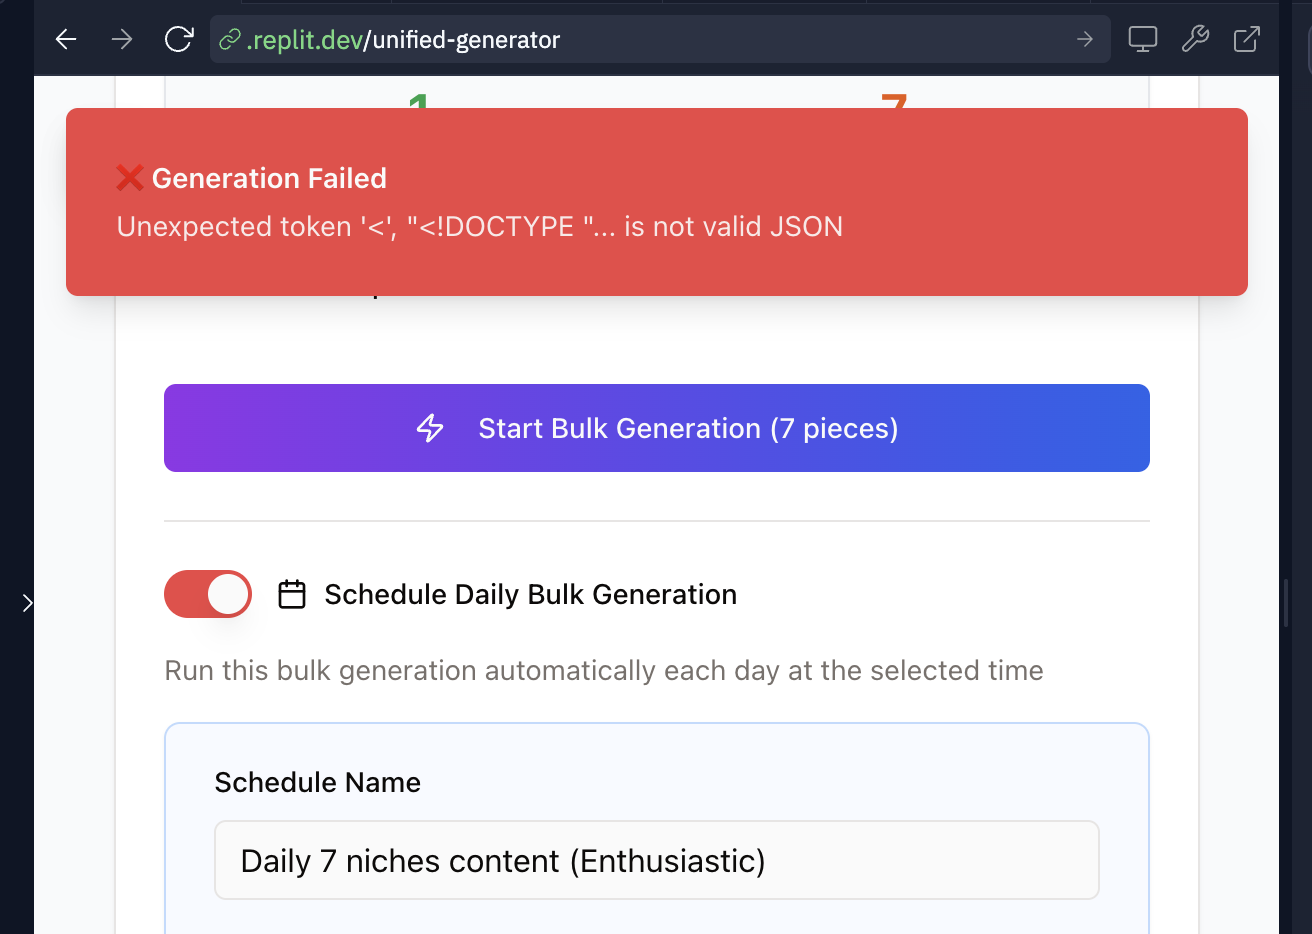 .replit.dev/unified-generator
1 7
❌ Generation Failed
Unexpected token '<', "<!DOCTYPE "... is not valid JSON
Start Bulk Generation (7 pieces)
Schedule Daily Bulk Generation
Run this bulk generation automatically each day at the selected time
Schedule Name
Daily 7 niches content (Enthusiastic)